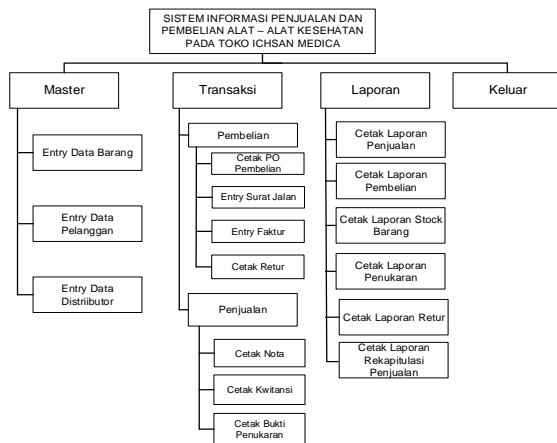 SISTEM INFORMASI PENJUALAN DAN
PEMBELIAN ALAT – ALAT KESEHATAN
PADA TOKO ICHSAN MEDICA
Master
Transaksi
Laporan
Keluar
Entry Data Barang
Entry Data
Pelanggan
Entry Data
Distriibutor
Pembelian
Cetak PO
Pembelian
Entry Surat Jalan
Entry Faktur
Cetak Retur
Penjualan
Cetak Nota
Cetak Kwitansi
Cetak Bukti
Penukaran
Cetak Laporan
Penjualan
Cetak Laporan
Pembelian
Cetak Laporan Stock
Barang
Cetak Laporan
Penukaran
Cetak Laporan Retur
Cetak Laporan
Rekapitulasi
Penjualan